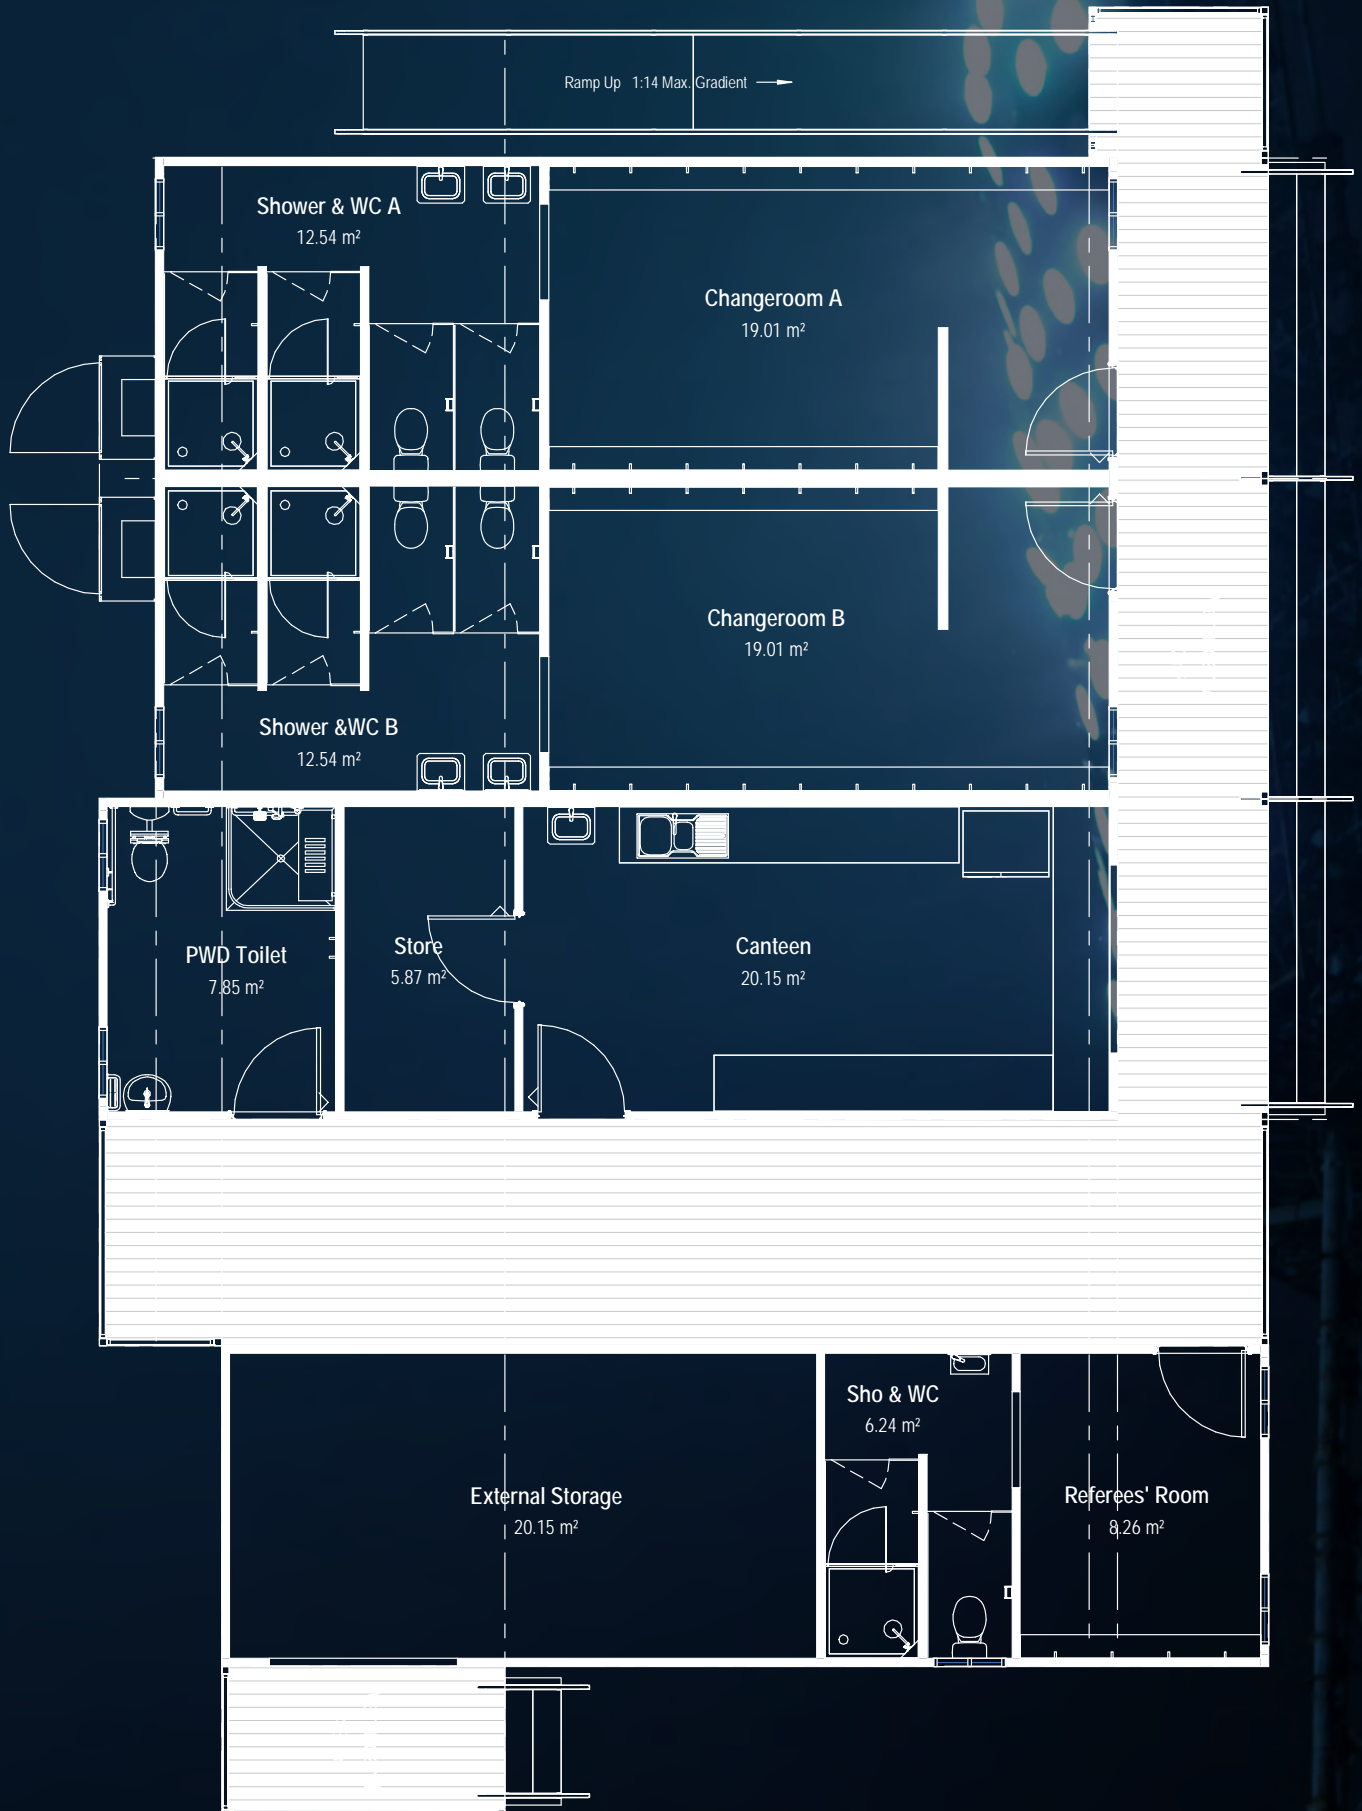 Ramp Up 1:14 Max. Gradient
Shower & WC A
12.54 m²
Changeroom A
19.01 m²
Changeroom B
19.01 m²
Shower &WC B
12.54 m²
PWD Toilet
7.85 m²
Store
5.87 m²
Canteen
20.15 m²
Sho & WC
6.24 m²
External Storage
20.15 m²
Referees' Room
8.26 m²